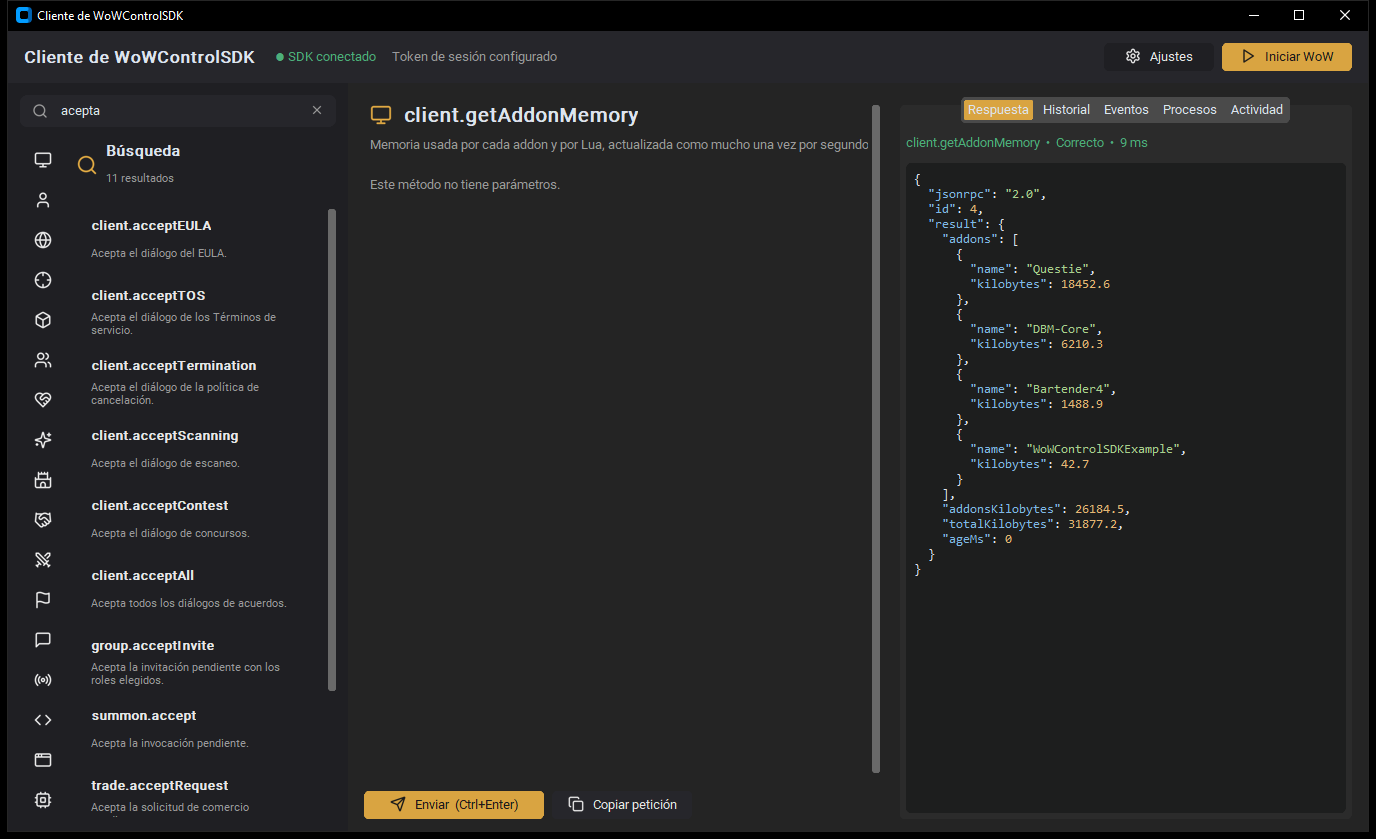 Cliente de WoWControlSDK
Cliente de WoWControlSDK
SDK conectado
Token de sesión configurado
Ajustes
Iniciar WoW
acepta
Búsqueda
11 resultados
client.acceptEULA
Acepta el diálogo del EULA.
client.acceptTOS
Acepta el diálogo de los Términos de
servicio.
client.acceptTermination
Acepta el diálogo de la política de
cancelación.
client.acceptScanning
Acepta el diálogo de escaneo.
client.acceptContest
Acepta el diálogo de concursos.
client.acceptAll
Acepta todos los diálogos de acuerdos.
group.acceptInvite
Acepta la invitación pendiente con los
roles elegidos.
summon.accept
Acepta la invocación pendiente.
trade.acceptRequest
Acepta la solicitud de comercio
client.getAddonMemory
Memoria usada por cada addon y por Lua, actualizada como mucho una vez por segundo
Este método no tiene parámetros.
Enviar (Ctrl+Enter)
Copiar petición
Respuesta Historial Eventos Procesos Actividad
client.getAddonMemory • Correcto • 9 ms
{
  "jsonrpc": "2.0",
  "id": 4,
  "result": {
    "addons": [
      {
        "name": "Questie",
        "kilobytes": 18452.6
      },
      {
        "name": "DBM-Core",
        "kilobytes": 6210.3
      },
      {
        "name": "Bartender4",
        "kilobytes": 1488.9
      },
      {
        "name": "WoWControlSDKExample",
        "kilobytes": 42.7
      }
    ],
    "addonsKilobytes": 26184.5,
    "totalKilobytes": 31877.2,
    "ageMs": 0
  }
}